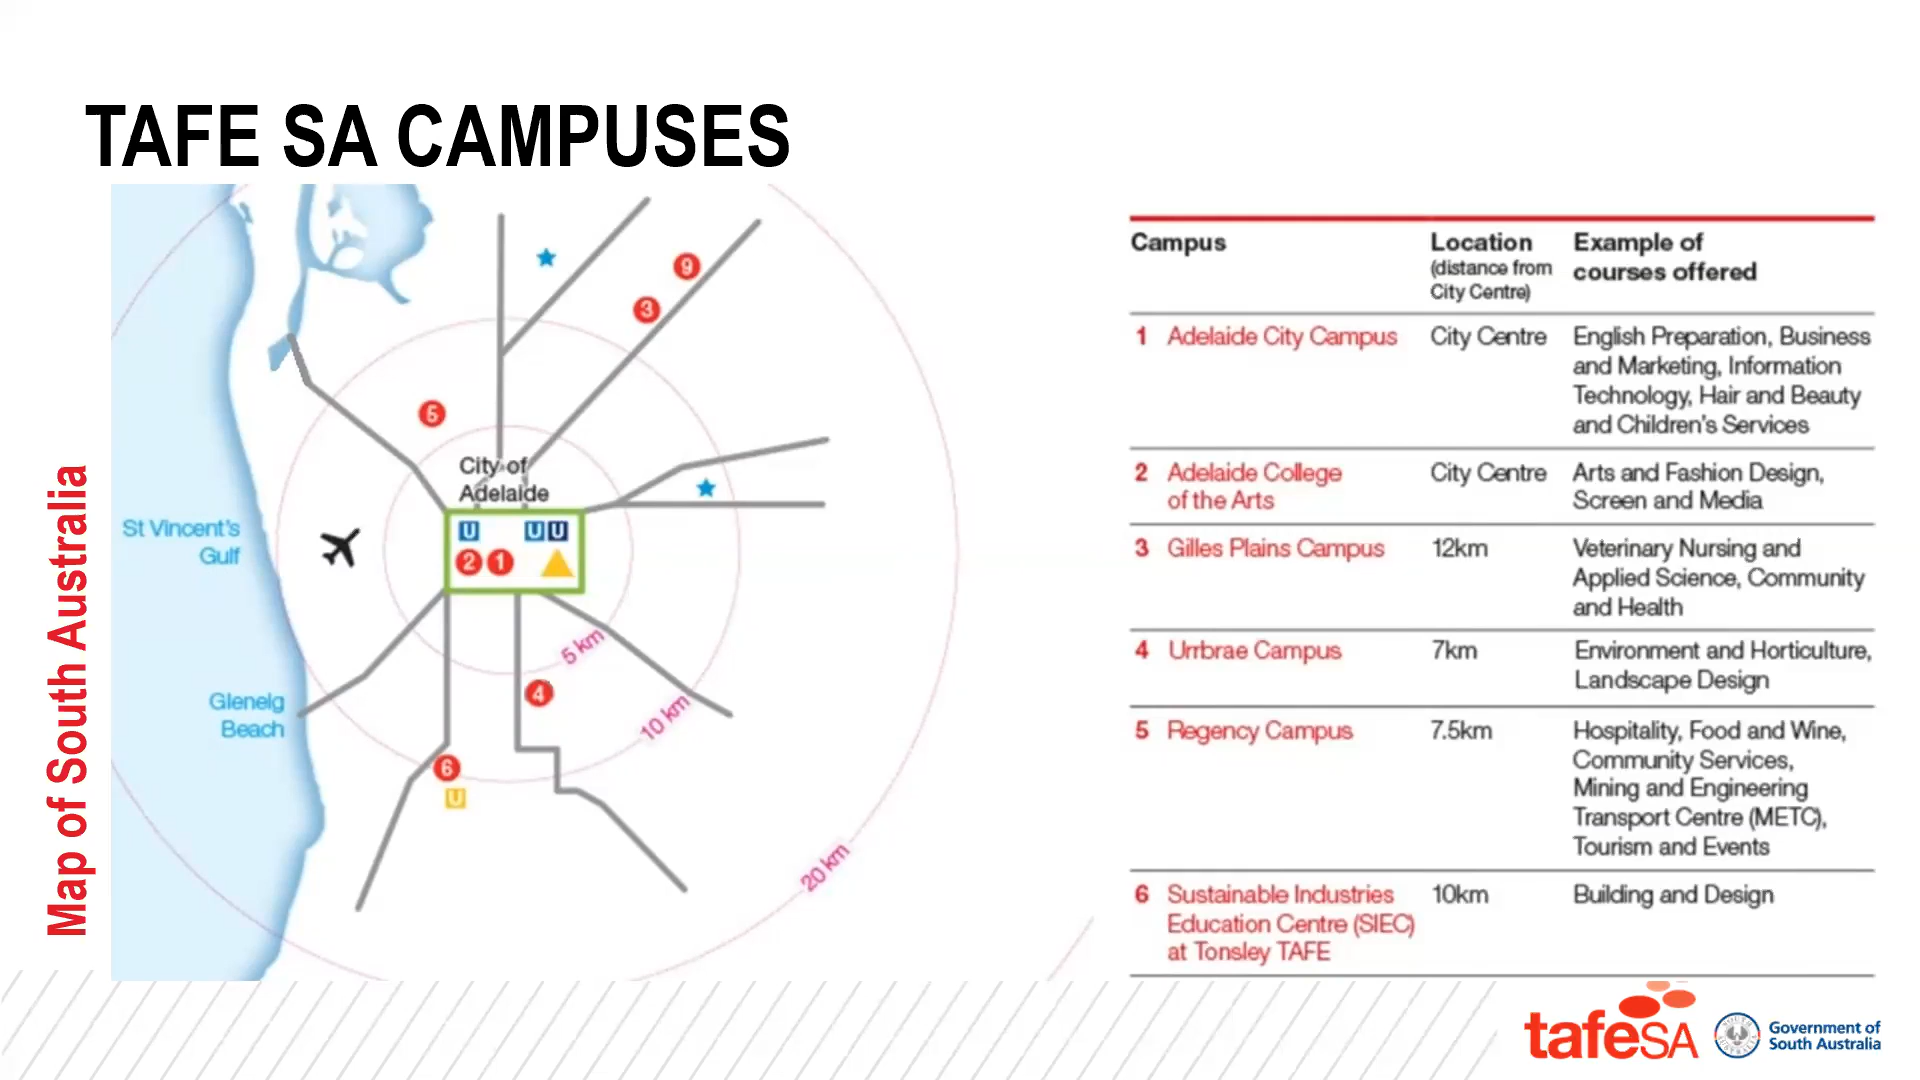 TAFE SA CAMPUSES
Map of South Australia
9
3
5
City of
Adelaide
U
U
U
2
1
St Vincent's
Gulf
5 km
4
Glenelg
Beach
10 km
6
U
20 km
Campus
Location
(distance from
City Centre)
Example of
courses offered
1 Adelaide City Campus
City Centre
English Preparation, Business
and Marketing, Information
Technology, Hair and Beauty
and Children's Services
2 Adelaide College
of the Arts
City Centre
Arts and Fashion Design,
Screen and Media
3 Gilles Plains Campus
12km
Veterinary Nursing and
Applied Science, Community
and Health
4 Urrbrae Campus
7km
Environment and Horticulture,
Landscape Design
5 Regency Campus
7.5km
Hospitality, Food and Wine,
Community Services,
Mining and Engineering
Transport Centre (METC),
Tourism and Events
6 Sustainable Industries
Education Centre (SIEC)
at Tonsley TAFE
10km
Building and Design
tafeSA
Government of
South Australia